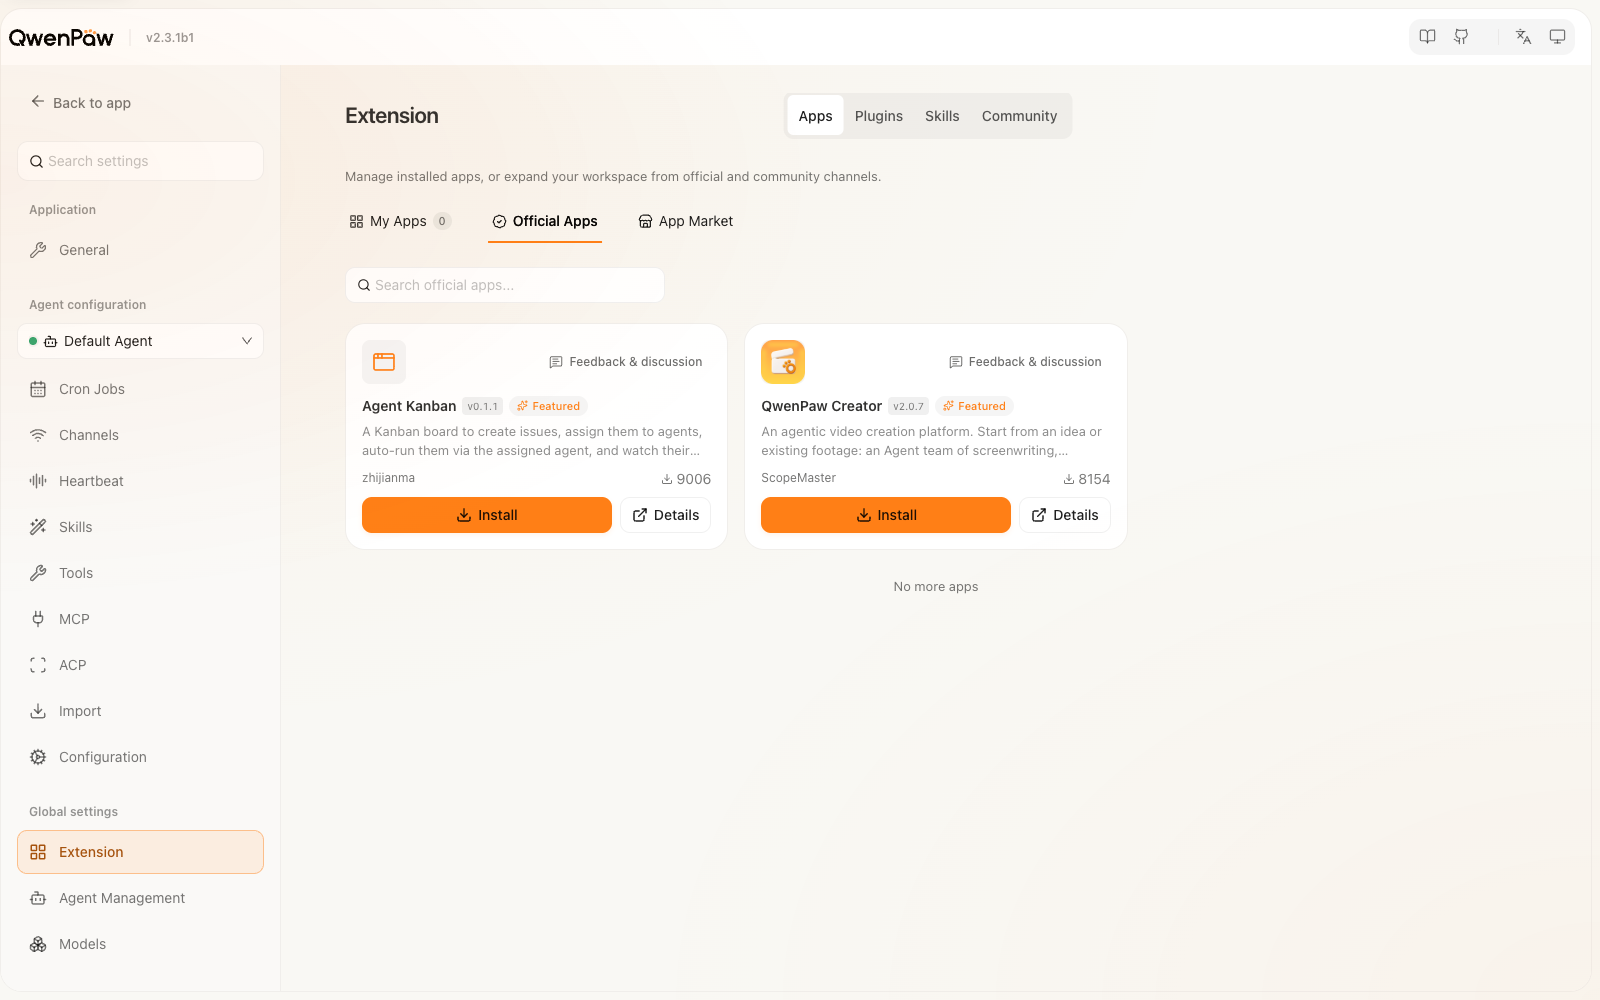 QwenPaw
v2.3.1b1
Back to app
Search settings
Application
General
Agent configuration
Default Agent
Cron Jobs
Channels
Heartbeat
Skills
Tools
MCP
ACP
Import
Configuration
Global settings
Extension
Agent Management
Models
Extension
Apps Plugins Skills Community
Manage installed apps, or expand your workspace from official and community channels.
My Apps 0 Official Apps App Market
Search official apps...
Feedback & discussion
Agent Kanban v0.1.1 Featured
A Kanban board to create issues, assign them to agents,
auto-run them via the assigned agent, and watch their...
zhijianma 9006
Install Details
Feedback & discussion
QwenPaw Creator v2.0.7 Featured
An agentic video creation platform. Start from an idea or
existing footage: an Agent team of screenwriting,...
ScopeMaster 8154
Install Details
No more apps